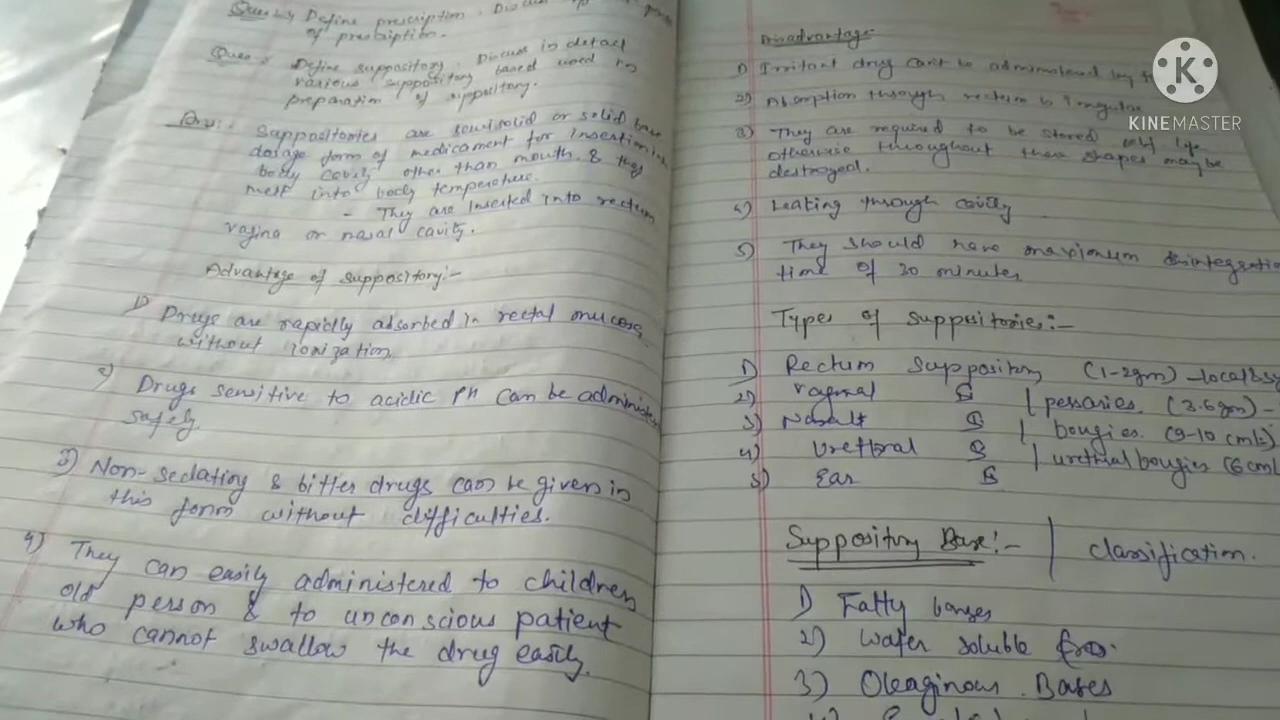 Define prescription. Discuss
of prescription.
Ques:- Define suppository. Discuss in detail
various suppository based used in
preparation of suppository.
Ans:- Suppositories are semisolid or solid
dosage form of medicament for insertion in
body cavity other than mouth. & they
melt into body temperature.
- They are inserted into rectum
vagina or nasal cavity.
Advantage of suppository:-
1) Drugs are rapidly absorbed in rectal mucosa
without ionization.
2) Drugs sensitive to acidic PH can be
safely.
3) Non-sedating & bitter drugs can be given in
this form without difficulties.
4) They can easily administered to children
old person & to unconscious patient
who cannot swallow the drug easily.
Disadvantage:-
1) Irritant drug can't be administered by
2) Absorption through rectum is irregular
3) They are required to be stored
otherwise throughout these shapes may be
destroyed.
4) Leating through cavity
5) They should have maximum
time of 30 minutes
Types of suppositories:-
1) Rectum suppository (1-2gm) -
2) vaginal S | pessaries. (3.6gm) -
3) Nasal S | bougies. (9-10 cm)
4) Urethral S | urethral bougies (6 cm
5) Ear S
Suppository Base:- | classification.
1) Fatty bases
2) water soluble
3) Oleaginous Bases
KINEMASTER